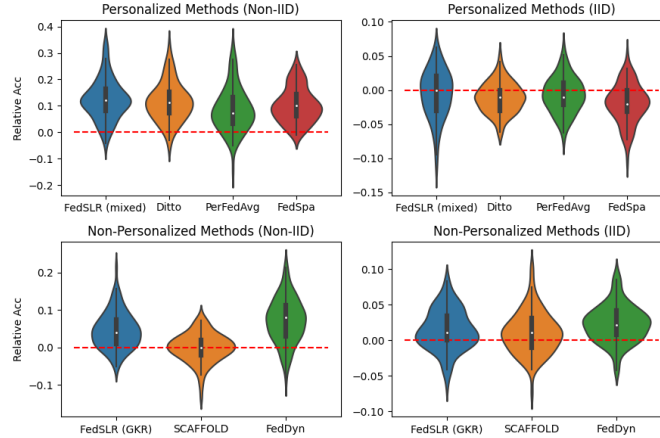 Personalized Methods (Non-IID)
0.4
0.3
0.2
0.1
0.0
−0.1
−0.2
Relative Acc
FedSLR (mixed) Ditto PerFedAvg FedSpa
Personalized Methods (IID)
0.10
0.05
0.00
−0.05
−0.10
−0.15
FedSLR (mixed) Ditto PerFedAvg FedSpa
Non-Personalized Methods (Non-IID)
0.2
0.1
0.0
−0.1
Relative Acc
FedSLR (GKR) SCAFFOLD FedDyn
Non-Personalized Methods (IID)
0.10
0.05
0.00
−0.05
−0.10
FedSLR (GKR) SCAFFOLD FedDyn